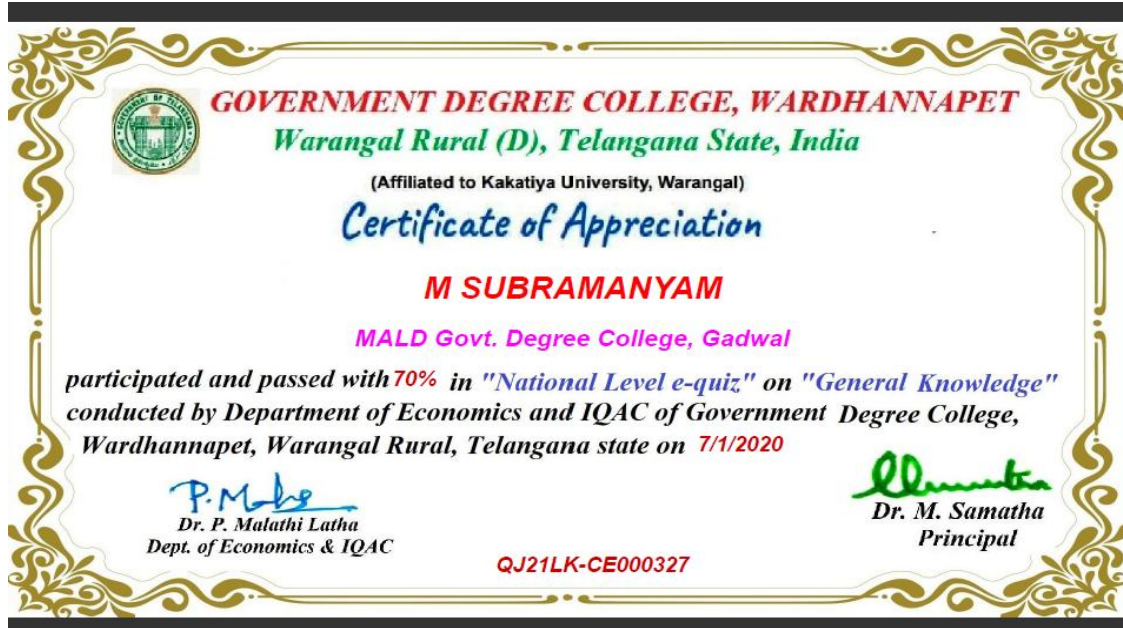 GOVERNMENT DEGREE COLLEGE, WARDHANNAPET
Warangal Rural (D), Telangana State, India
(Affiliated to Kakatiya University, Warangal)
Certificate of Appreciation
M SUBRAMANYAM
MALD Govt. Degree College, Gadwal
participated and passed with 70% in "National Level e-quiz" on "General Knowledge"
conducted by Department of Economics and IQAC of Government Degree College,
Wardhannapet, Warangal Rural, Telangana state on 7/1/2020
Dr. P. Malathi Latha
Dept. of Economics & IQAC
Dr. M. Samatha
Principal
QJ21LK-CE000327